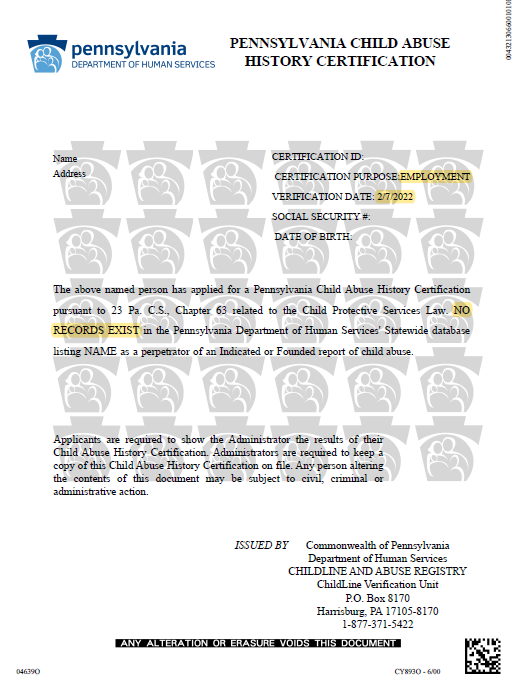 pennsylvania
DEPARTMENT OF HUMAN SERVICES
PENNSYLVANIA CHILD ABUSE
HISTORY CERTIFICATION
0043213066001010
Name
Address
CERTIFICATION ID:
CERTIFICATION PURPOSE:EMPLOYMENT
VERIFICATION DATE: 2/7/2022
SOCIAL SECURITY #:
DATE OF BIRTH:
The above named person has applied for a Pennsylvania Child Abuse History Certification
pursuant to 23 Pa. C.S., Chapter 63 related to the Child Protective Services Law. NO
RECORDS EXIST in the Pennsylvania Department of Human Services' Statewide database
listing NAME as a perpetrator of an Indicated or Founded report of child abuse.
Applicants are required to show the Administrator the results of their
Child Abuse History Certification. Administrators are required to keep a
copy of this Child Abuse History Certification on file. Any person altering
the contents of this document may be subject to civil, criminal or
administrative action.
ISSUED BY Commonwealth of Pennsylvania
Department of Human Services
CHILDLINE AND ABUSE REGISTRY
ChildLine Verification Unit
P.O. Box 8170
Harrisburg, PA 17105-8170
1-877-371-5422
ANY ALTERATION OR ERASURE VOIDS THIS DOCUMENT
04639O
CY893O - 6/00